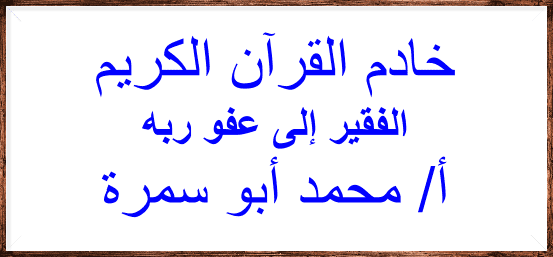 خادم القرآن الكريم
الفقير إلى عفو ربه
أ/ محمد أبو سمرة